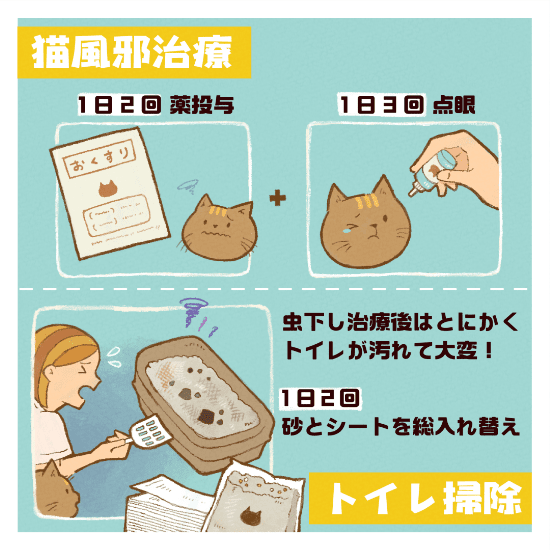 猫風邪治療
1日2回 薬投与
1日3回 点眼
おくすり
+
虫下し治療後はとにかく
トイレが汚れて大変！
1日2回
砂とシートを総入れ替え
トイレ掃除